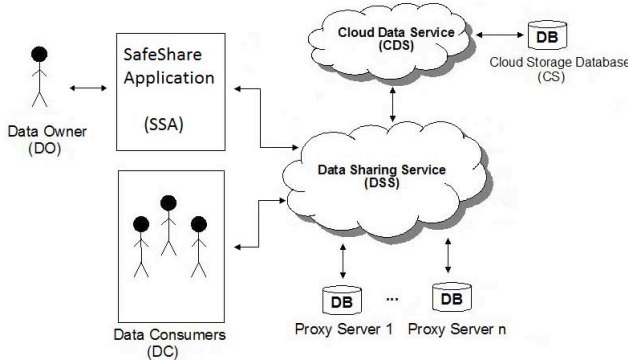 SafeShare
Application
(SSA)
Data Owner
(DO)
Cloud Data Service
(CDS)
DB
Cloud Storage Database
(CS)
Data Sharing Service
(DSS)
Data Consumers
(DC)
DB
...
DB
Proxy Server 1
Proxy Server n